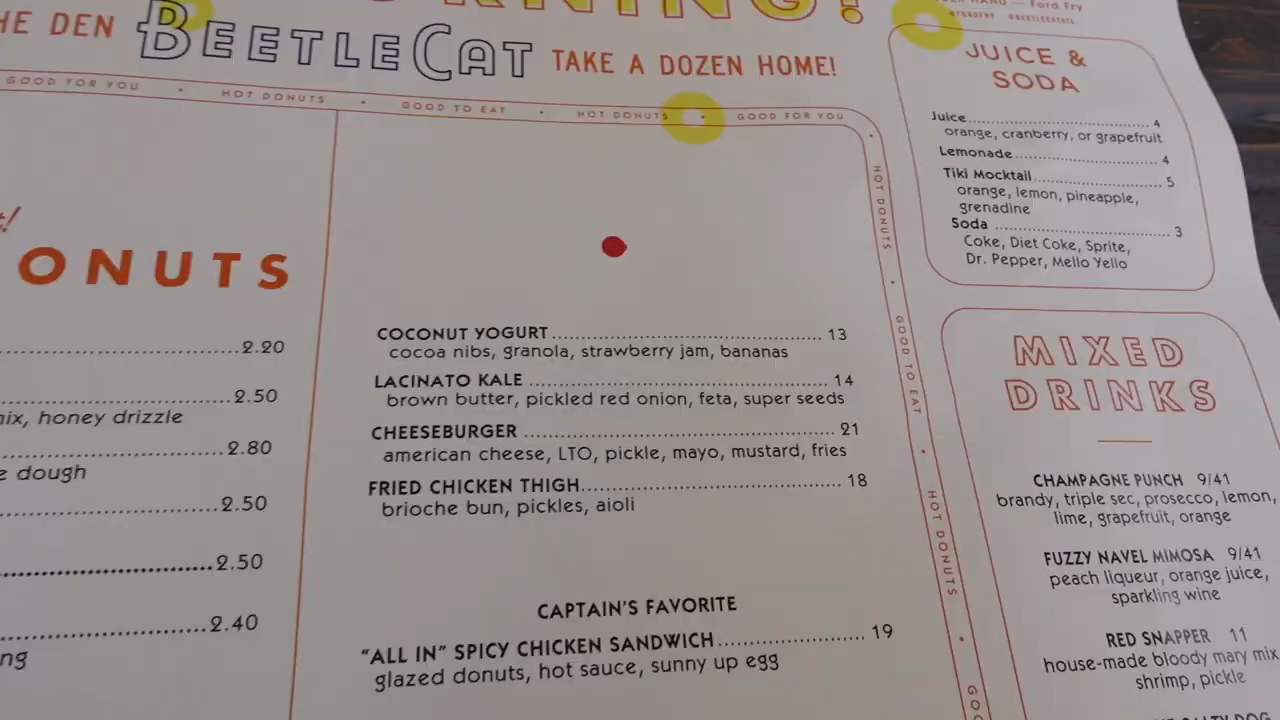 HE DEN BEETLECAT TAKE A DOZEN HOME!
Ford Fry
GOOD FOR YOU • HOT DONUTS • GOOD TO EAT • HOT DONUTS • GOOD FOR YOU
HOT DONUTS • GOOD TO EAT • HOT DONUTS •
ONUTS
2.20
2.50
ix, honey drizzle
2.80
dough
2.50
2.50
2.40
ng
COCONUT YOGURT 13
cocoa nibs, granola, strawberry jam, bananas
LACINATO KALE 14
brown butter, pickled red onion, feta, super seeds
CHEESEBURGER 21
american cheese, LTO, pickle, mayo, mustard, fries
FRIED CHICKEN THIGH 18
brioche bun, pickles, aioli
CAPTAIN'S FAVORITE
"ALL IN" SPICY CHICKEN SANDWICH 19
glazed donuts, hot sauce, sunny up egg
JUICE &
SODA
Juice 4
orange, cranberry, or grapefruit
Lemonade 4
Tiki Mocktail 5
orange, lemon, pineapple,
grenadine
Soda 3
Coke, Diet Coke, Sprite,
Dr. Pepper, Mello Yello
MIXED
DRINKS
CHAMPAGNE PUNCH 9/41
brandy, triple sec, prosecco, lemon,
lime, grapefruit, orange
FUZZY NAVEL MIMOSA 9/41
peach liqueur, orange juice,
sparkling wine
RED SNAPPER 11
house-made bloody mary mix
shrimp, pickle